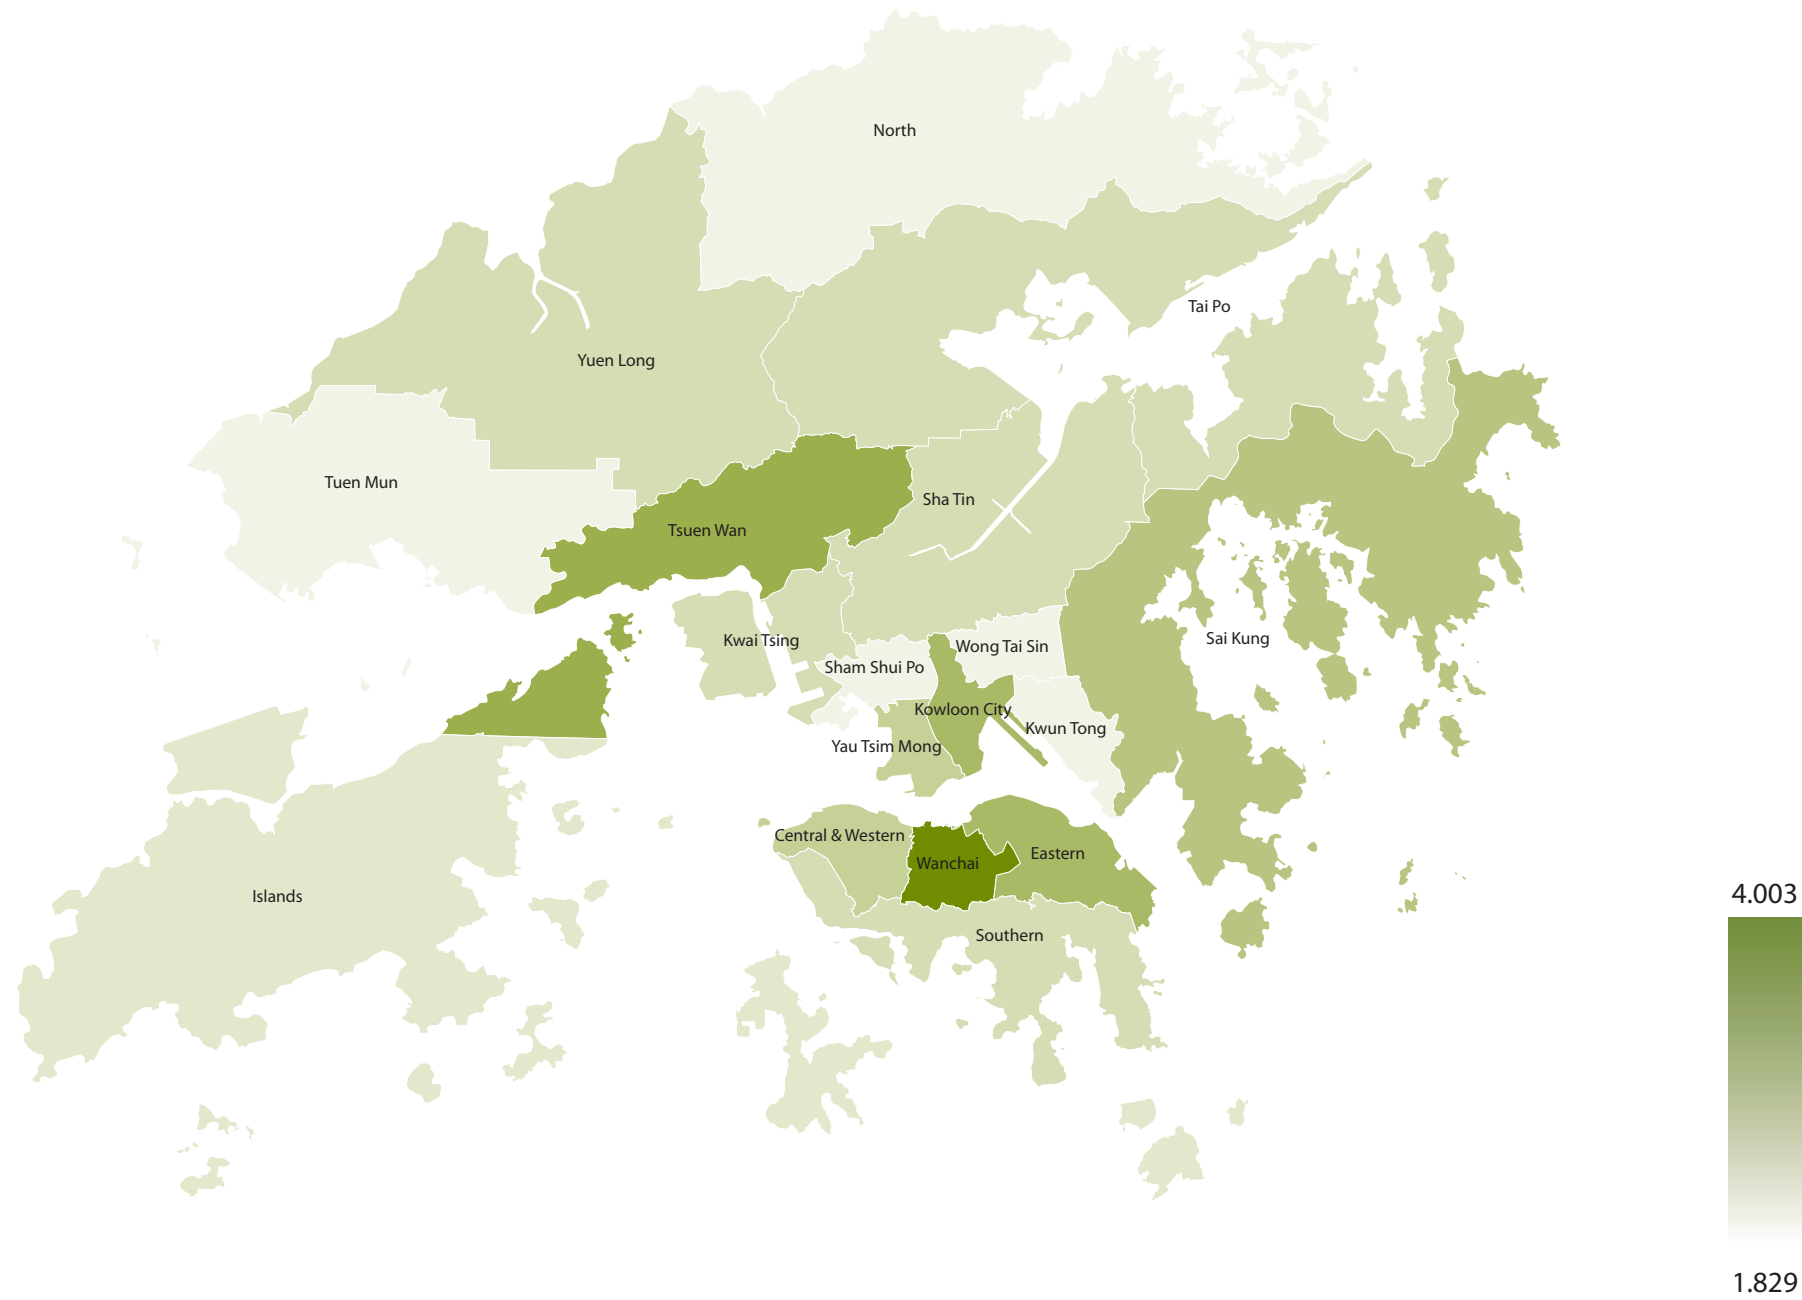 North
Tai Po
Yuen Long
Tuen Mun
Sha Tin
Tsuen Wan
Kwai Tsing
Wong Tai Sin
Sai Kung
Sham Shui Po
Kowloon City
Kwun Tong
Yau Tsim Mong
Central & Western
Wanchai
Eastern
Islands
Southern
4.003
1.829